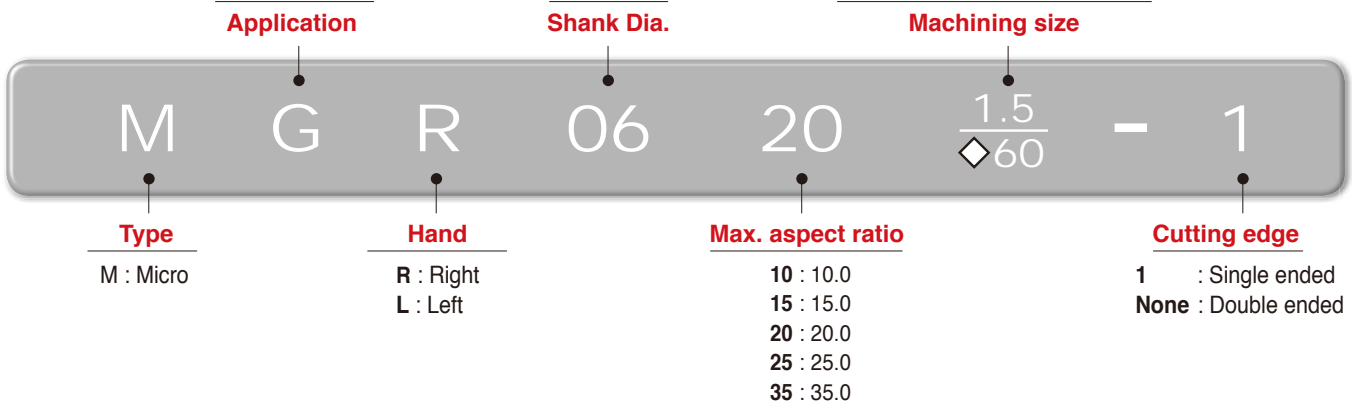 Application Shank Dia. Machining size
M G R 06 20 1.5 - 1
◇60
Type Hand Max. aspect ratio Cutting edge
M : Micro R : Right 10 : 10.0 1 : Single ended
L : Left 15 : 15.0 None : Double ended
20 : 20.0
25 : 25.0
35 : 35.0